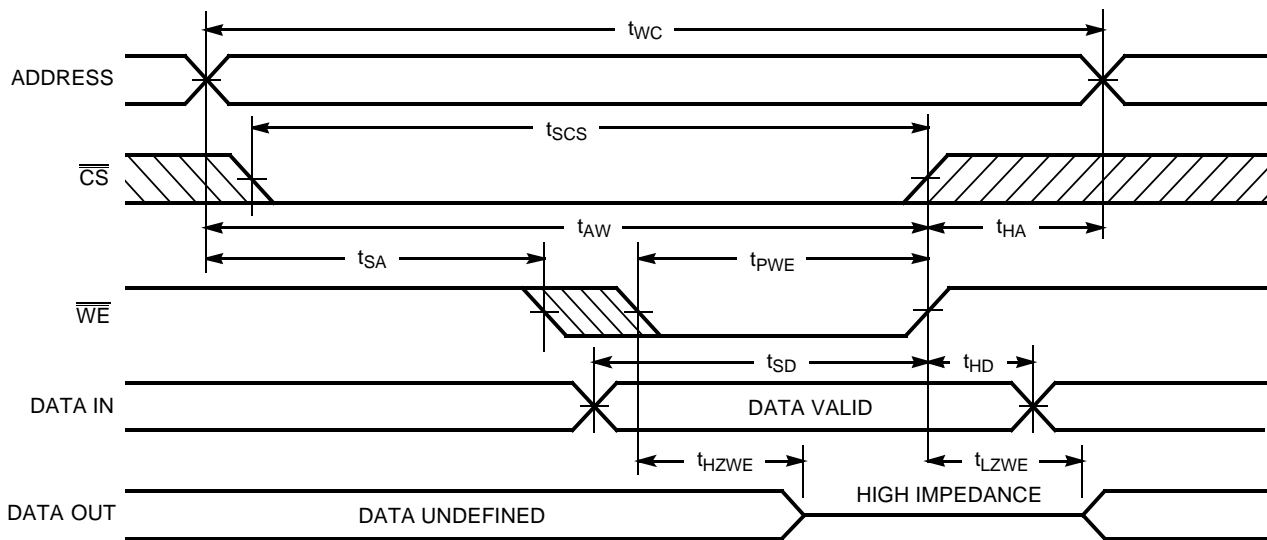 tWC
ADDRESS
tSCS
CS
tAW
tHA
tSA
tPWE
WE
tSD
tHD
DATA IN
DATA VALID
tHZWE
tLZWE
HIGH IMPEDANCE
DATA OUT
DATA UNDEFINED